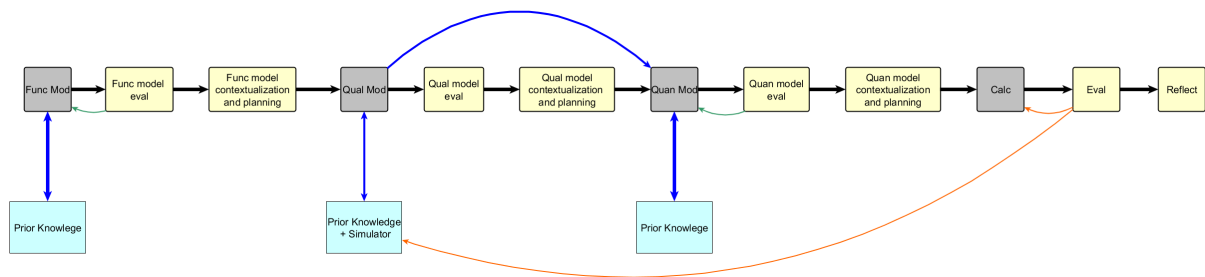 Func Mod
Func model
eval
Func model
contextualization
and planning
Qual Mod
Qual model
eval
Qual model
contextualization
and planning
Quan Mod
Quan model
eval
Quan model
contextualization
and planning
Calc
Eval
Reflect
Prior Knowlege
Prior Knowledge
+ Simulator
Prior Knowlege